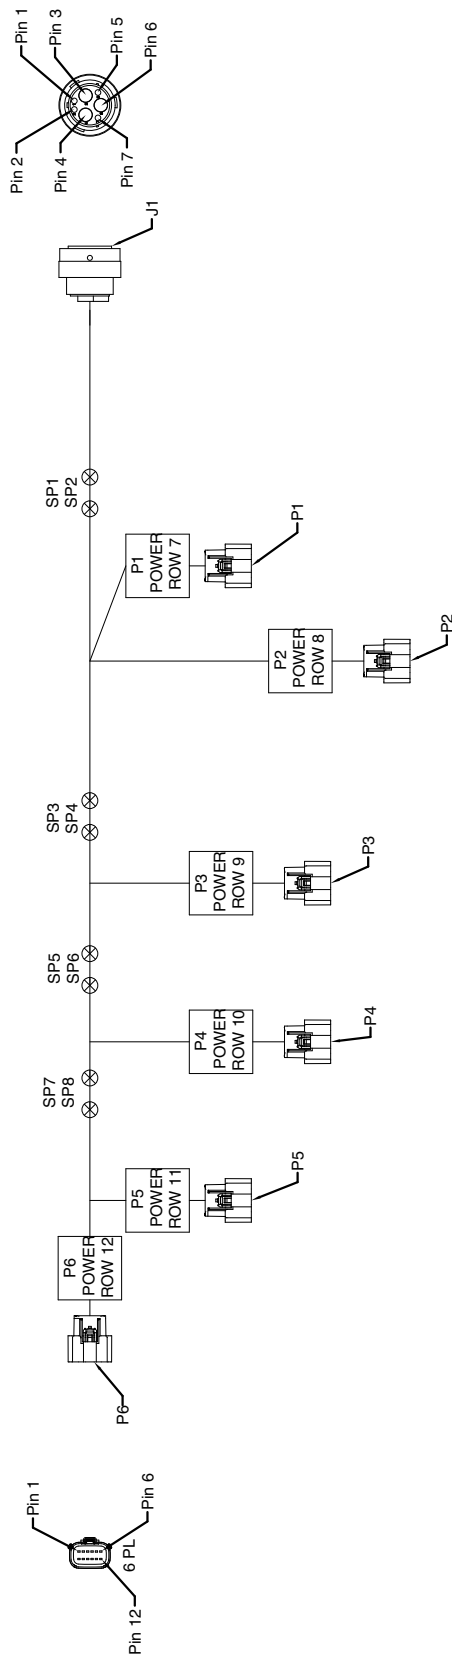 Pin 1
Pin 3
Pin 5
Pin 6
Pin 2
Pin 4
Pin 7
J1
SP1
SP2
P1
POWER
ROW 7
P1
P2
POWER
ROW 8
P2
SP3
SP4
P3
POWER
ROW 9
P3
SP5
SP6
P4
POWER
ROW 10
P4
SP7
SP8
P5
POWER
ROW 11
P5
P6
POWER
ROW 12
P6
Pin 1
Pin 6
6 PL
Pin 12